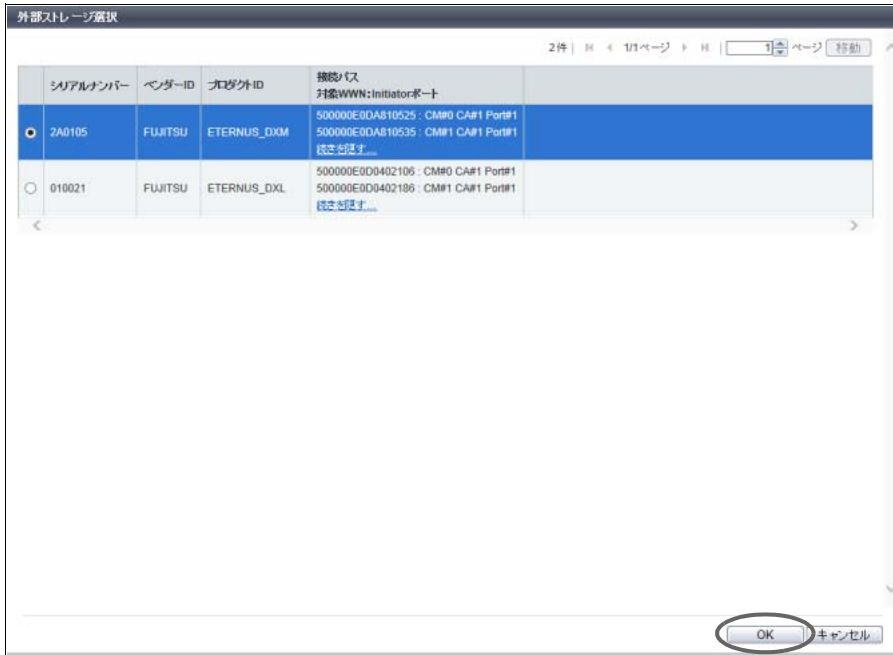 外部ストレージ選択
2件 | 1/1ページ | 1 ページ 移動
シリアルナンバー ベンダーID プロダクトID 接続パス
対象WWN:Initiatorポート
2A0105 FUJITSU ETERNUS_DXM 500000E0DA810525 : CM#0 CA#1 Port#1
500000E0DA810535 : CM#1 CA#1 Port#1
続きを隠す...
010021 FUJITSU ETERNUS_DXL 500000E0D0402106 : CM#0 CA#1 Port#1
500000E0D0402186 : CM#1 CA#1 Port#1
続きを隠す...
OK キャンセル